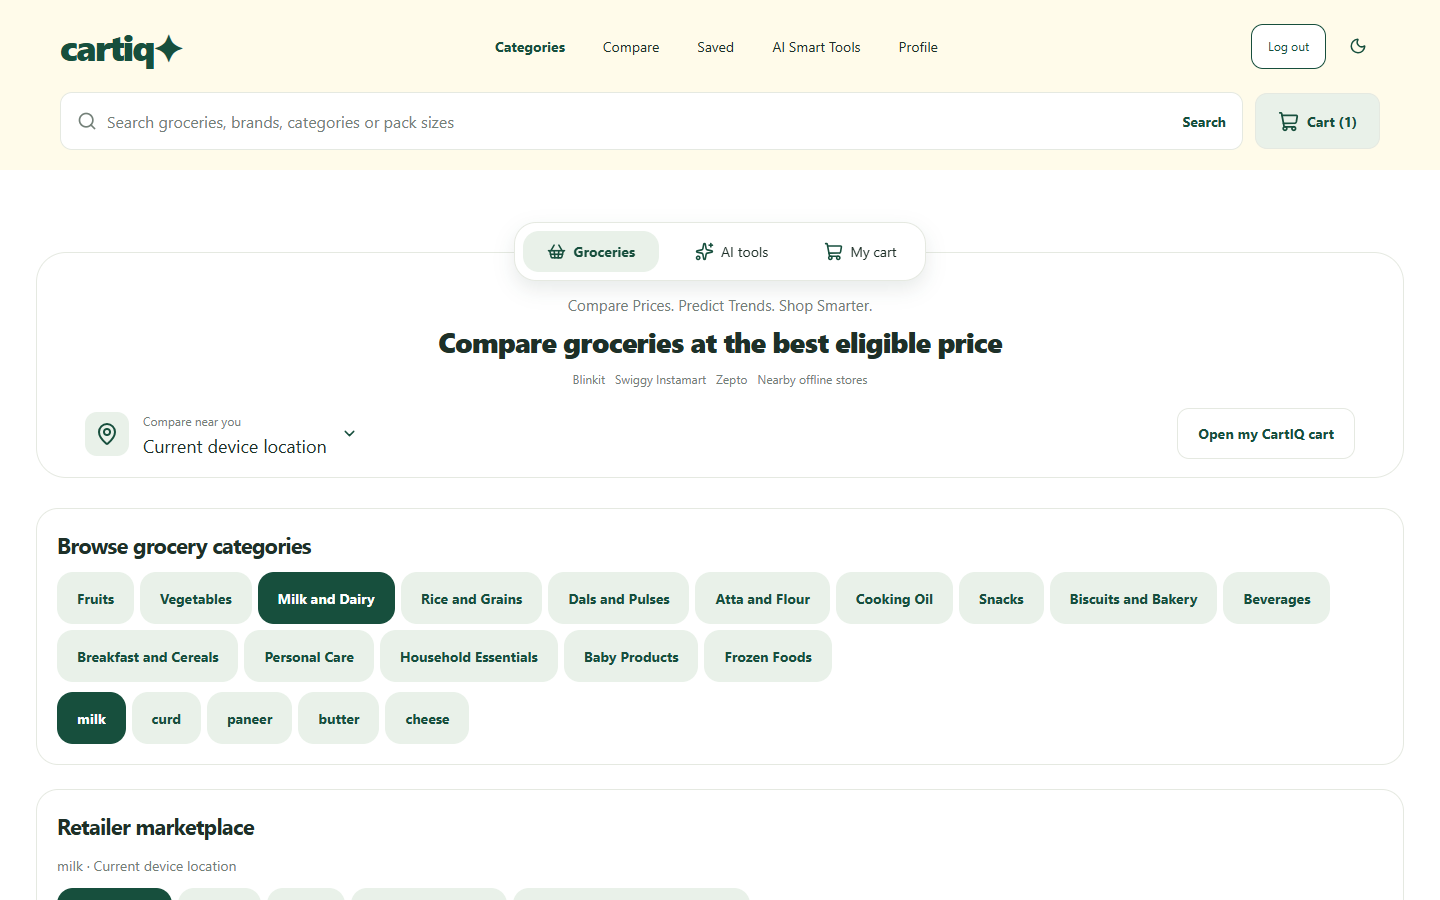 cartiq
Categories Compare Saved AI Smart Tools Profile
Log out
Search groceries, brands, categories or pack sizes
Search
Cart (1)
Groceries AI tools My cart
Compare Prices. Predict Trends. Shop Smarter.
Compare groceries at the best eligible price
Blinkit Swiggy Instamart Zepto Nearby offline stores
Compare near you
Current device location
Open my CartIQ cart
Browse grocery categories
Fruits Vegetables Milk and Dairy Rice and Grains Dals and Pulses Atta and Flour Cooking Oil Snacks Biscuits and Bakery Beverages
Breakfast and Cereals Personal Care Household Essentials Baby Products Frozen Foods
milk curd paneer butter cheese
Retailer marketplace
milk · Current device location